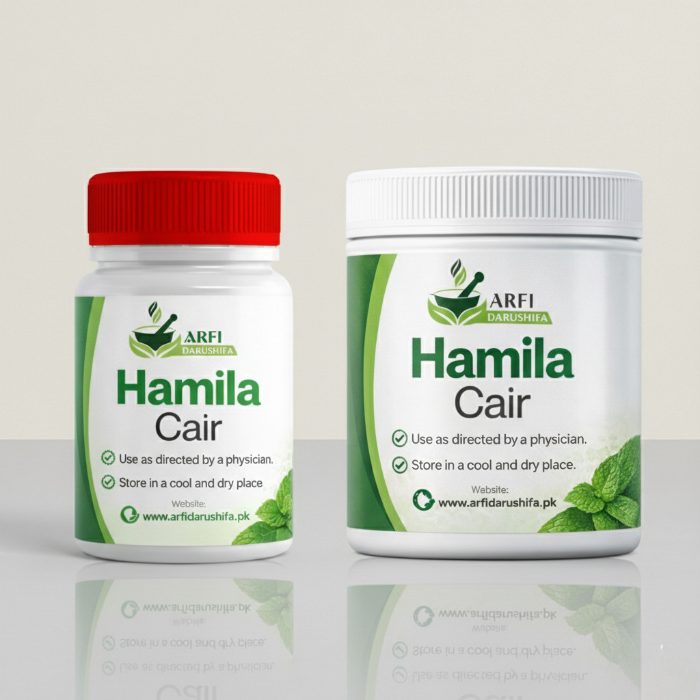 ARFI
DARUSHIFA
Hamila
Cair
Use as directed by a physician.
Store in a cool and dry place
Website:
www.arfidarushifa.pk
ARFI
DARUSHIFA
Hamila
Cair
Use as directed by a physician.
Store in a cool and dry place.
Website:
www.arfidarushifa.pk